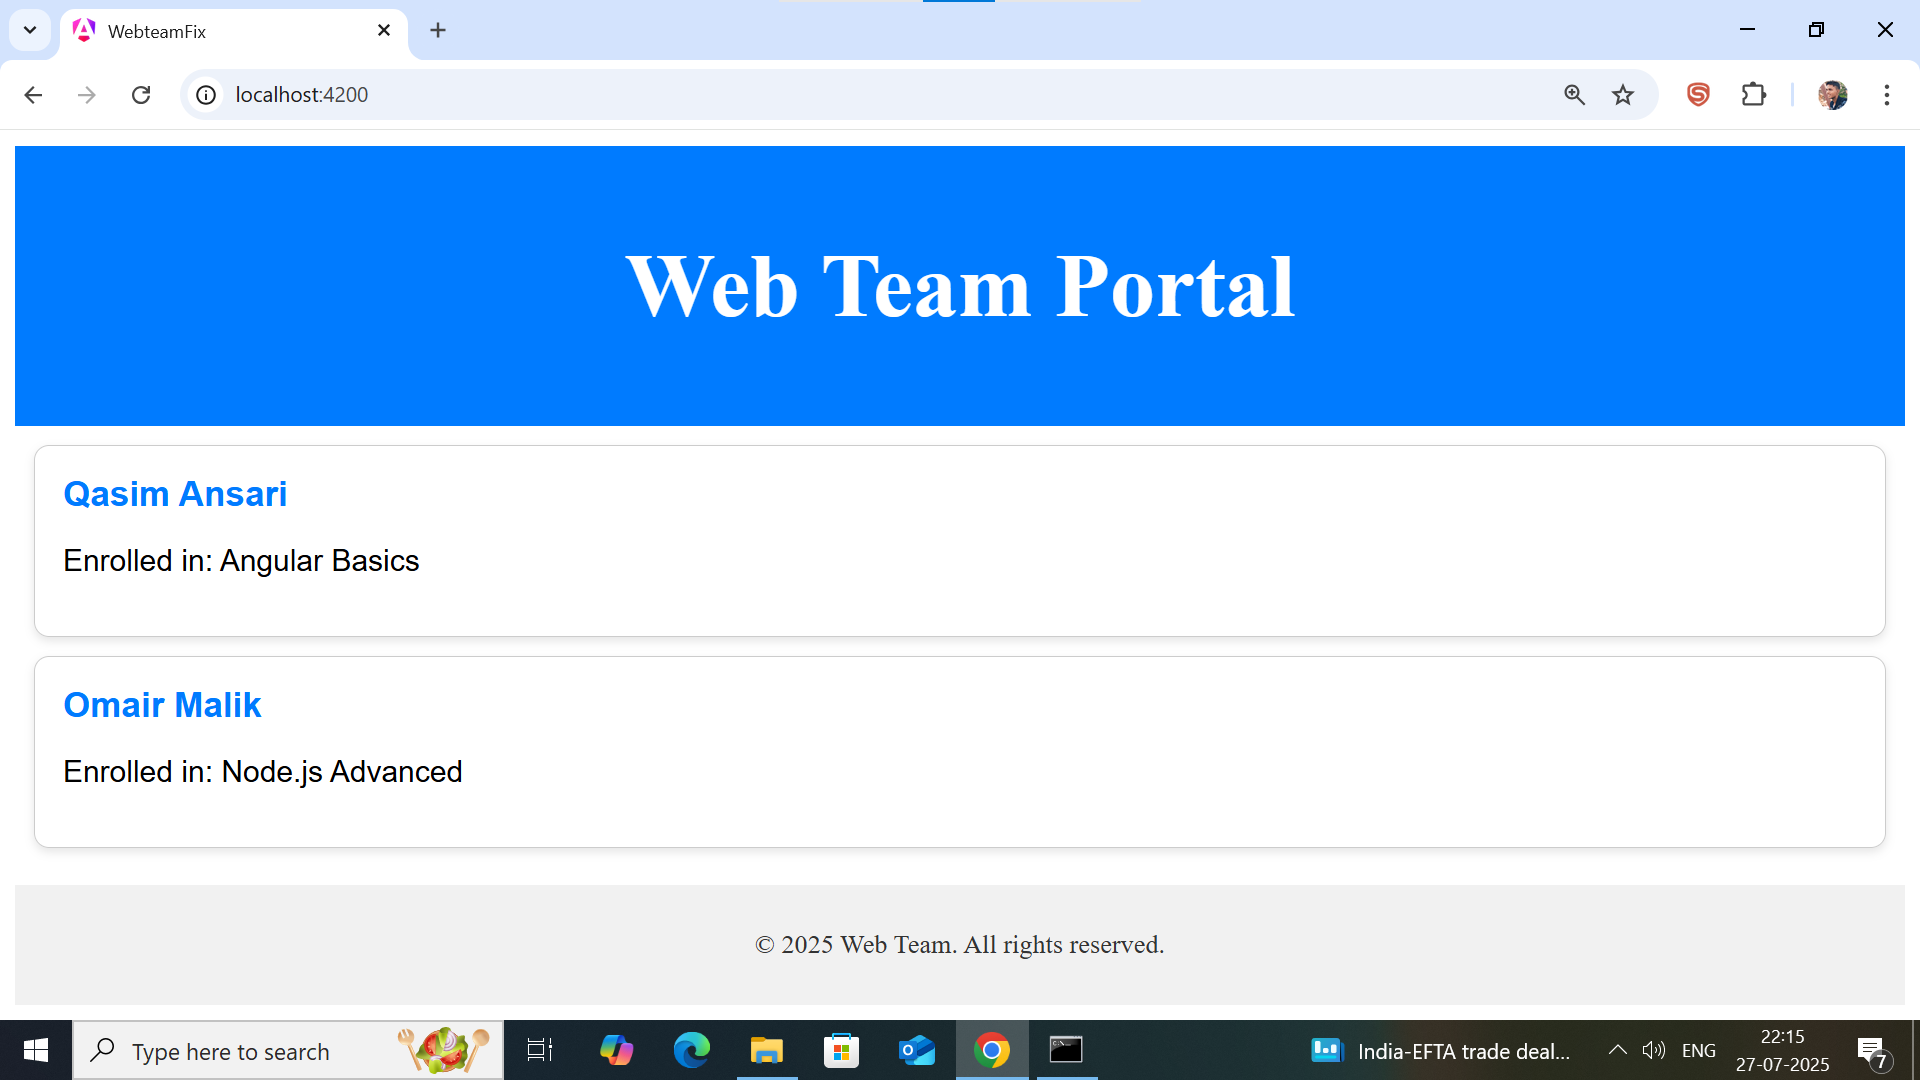 WebteamFix
localhost:4200
Web Team Portal
Qasim Ansari
Enrolled in: Angular Basics
Omair Malik
Enrolled in: Node.js Advanced
© 2025 Web Team. All rights reserved.
Type here to search
India-EFTA trade deal...
ENG
22:15
27-07-2025
7